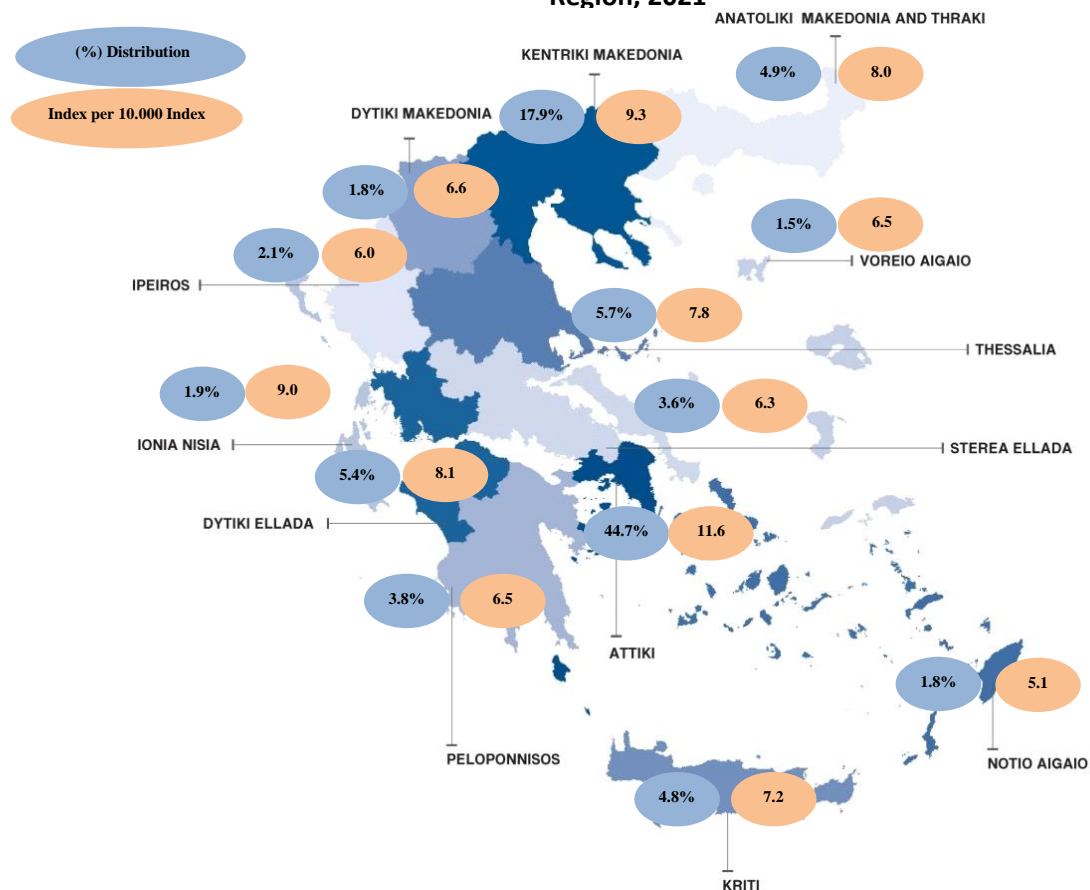 Region, 2021
(%) Distribution
Index per 10.000 Index
ANATOLIKI MAKEDONIA AND THRAKI
4.9%
8.0
KENTRIKI MAKEDONIA
17.9%
9.3
DYTIKI MAKEDONIA
1.8%
6.6
1.5%
6.5
VOREIO AIGAIO
2.1%
6.0
IPEIROS
5.7%
7.8
THESSALIA
1.9%
9.0
IONIA NISIA
3.6%
6.3
STEREA ELLADA
5.4%
8.1
DYTIKI ELLADA
44.7%
11.6
ATTIKI
3.8%
6.5
PELOPONNISOS
1.8%
5.1
NOTIO AIGAIO
4.8%
7.2
KRITI